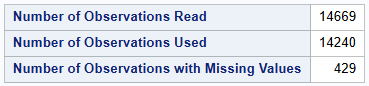 Number of Observations Read 14669
Number of Observations Used 14240
Number of Observations with Missing Values 429